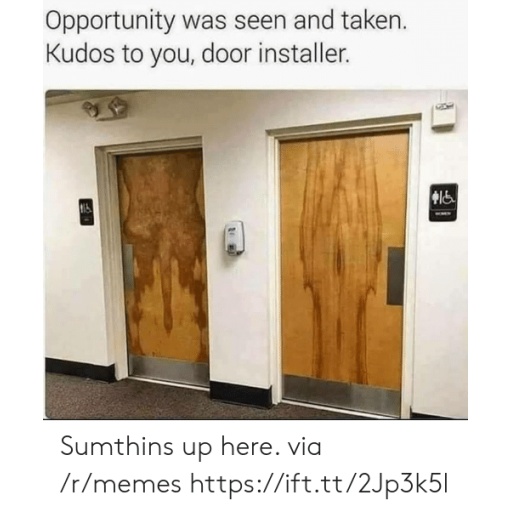 Opportunity was seen and taken.
Kudos to you, door installer.
Sumthins up here. via
/r/memes https://ift.tt/2Jp3k5l